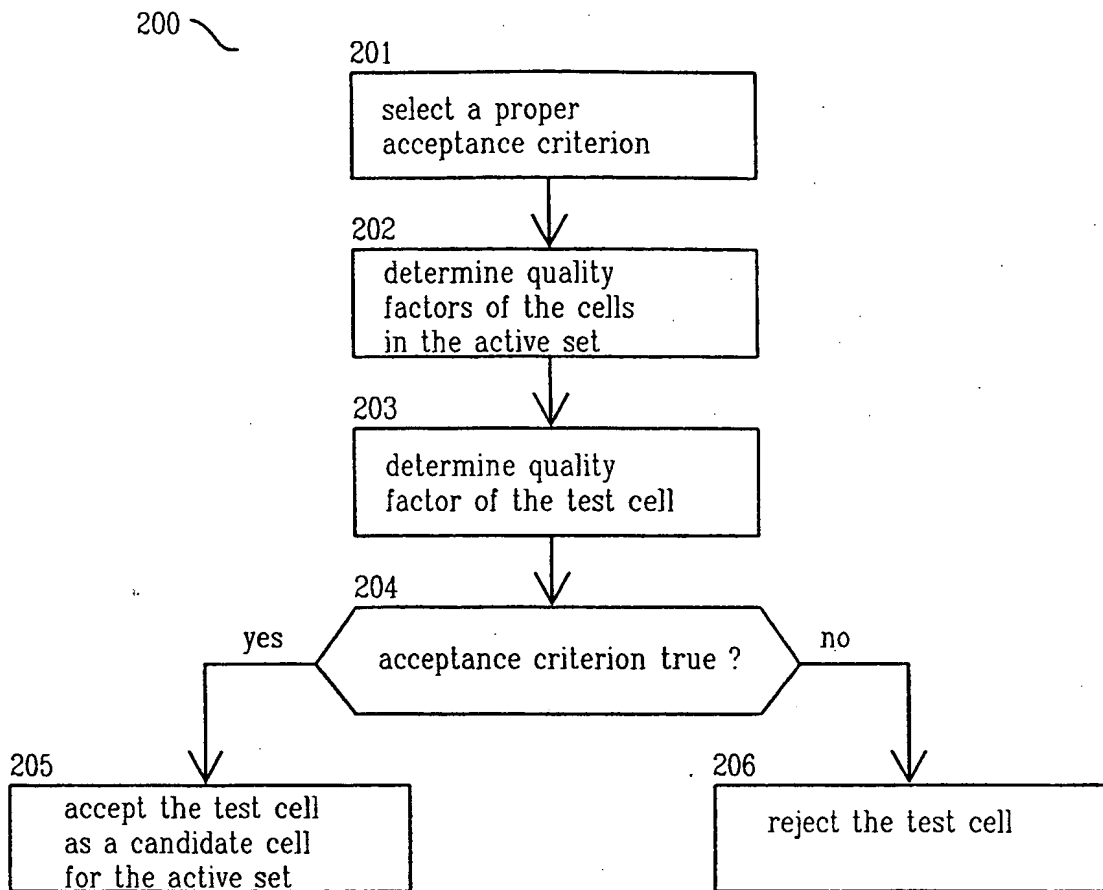 200
201
select a proper
acceptance criterion
202
determine quality
factors of the cells
in the active set
203
determine quality
factor of the test cell
204
yes
acceptance criterion true ?
no
205
accept the test cell
as a candidate cell
for the active set
206
reject the test cell